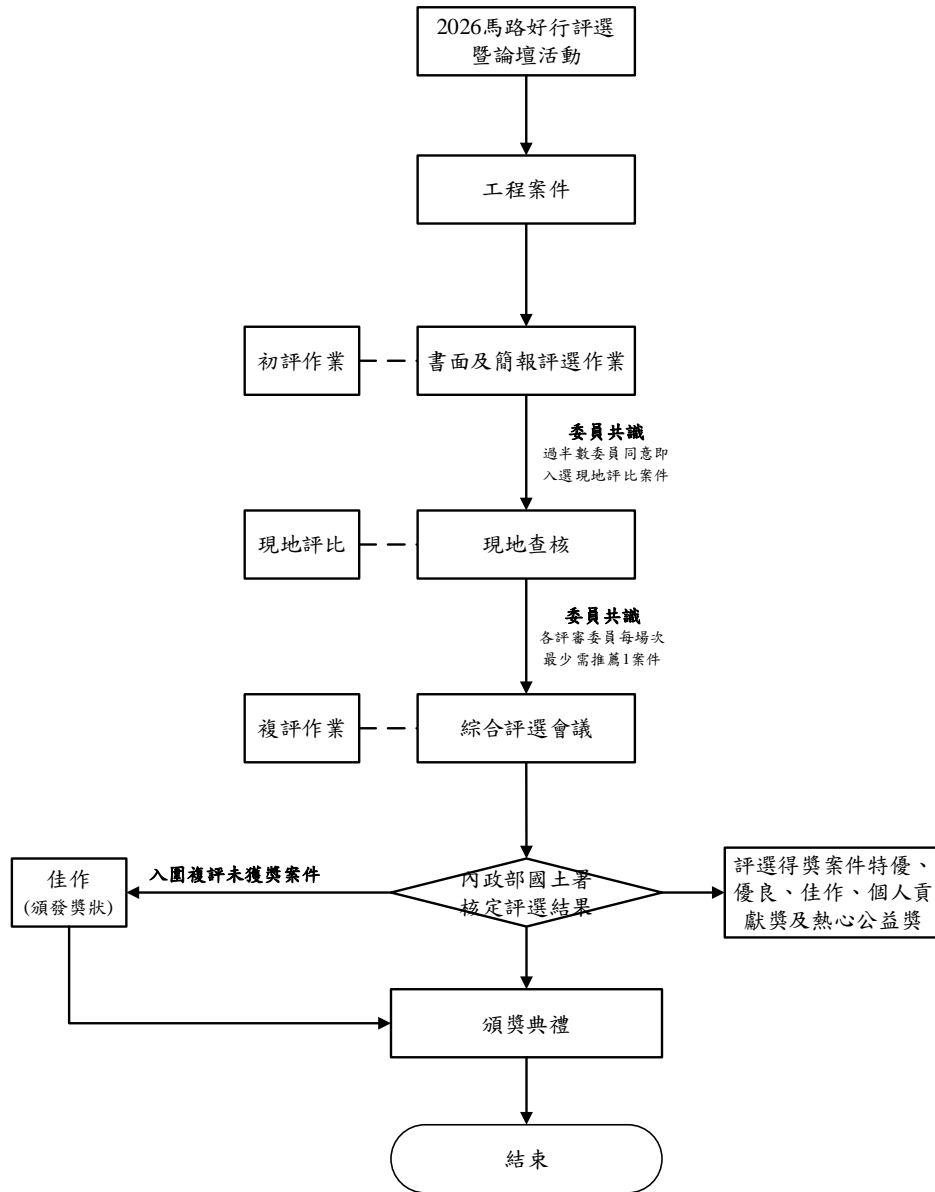 2026馬路好行評選
暨論壇活動
工程案件
初評作業
書面及簡報評選作業
委員共識
過半數委員同意即
入選現地評比案件
現地評比
現地查核
委員共識
各評審委員每場次
最少需推薦1案件
複評作業
綜合評選會議
佳作
(頒發獎狀)
入圍複評未獲獎案件
內政部國土署
核定評選結果
評選得獎案件特優、
優良、佳作、個人貢
獻獎及熱心公益獎
頒獎典禮
結束